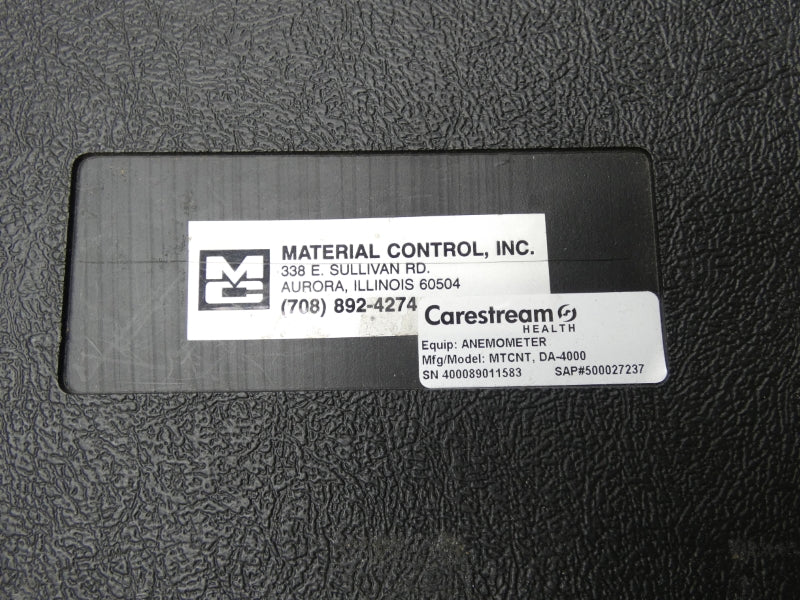 MC
MATERIAL CONTROL, INC.
338 E. SULLIVAN RD.
AURORA, ILLINOIS 60504
(708) 892-4274
Carestream
HEALTH
Equip: ANEMOMETER
Mfg/Model: MTCNT, DA-4000
SN 400089011583 SAP#500027237